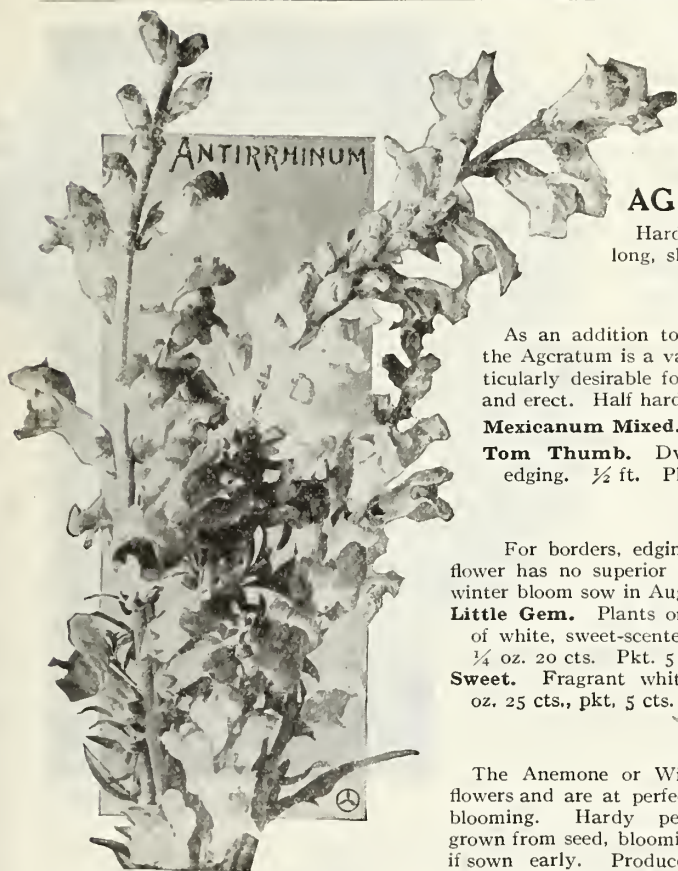 ANTIRRHINUM
AG
Hard
long, sl
As an addition to
the Agcratum is a va
ticularly desirable fo
and erect. Half hard
Mexicanum Mixed.
Tom Thumb. Dw
edging. ½ ft. Pl
For borders, edgin
flower has no superior
winter bloom sow in Aug
Little Gem. Plants o
of white, sweet-scente
¼ oz. 20 cts. Pkt. 5
Sweet. Fragrant whit
oz. 25 cts., pkt, 5 cts.
The Anemone or Wi
flowers and are at perfe
blooming. Hardy pe
grown from seed, bloomi
if sown early. Produc